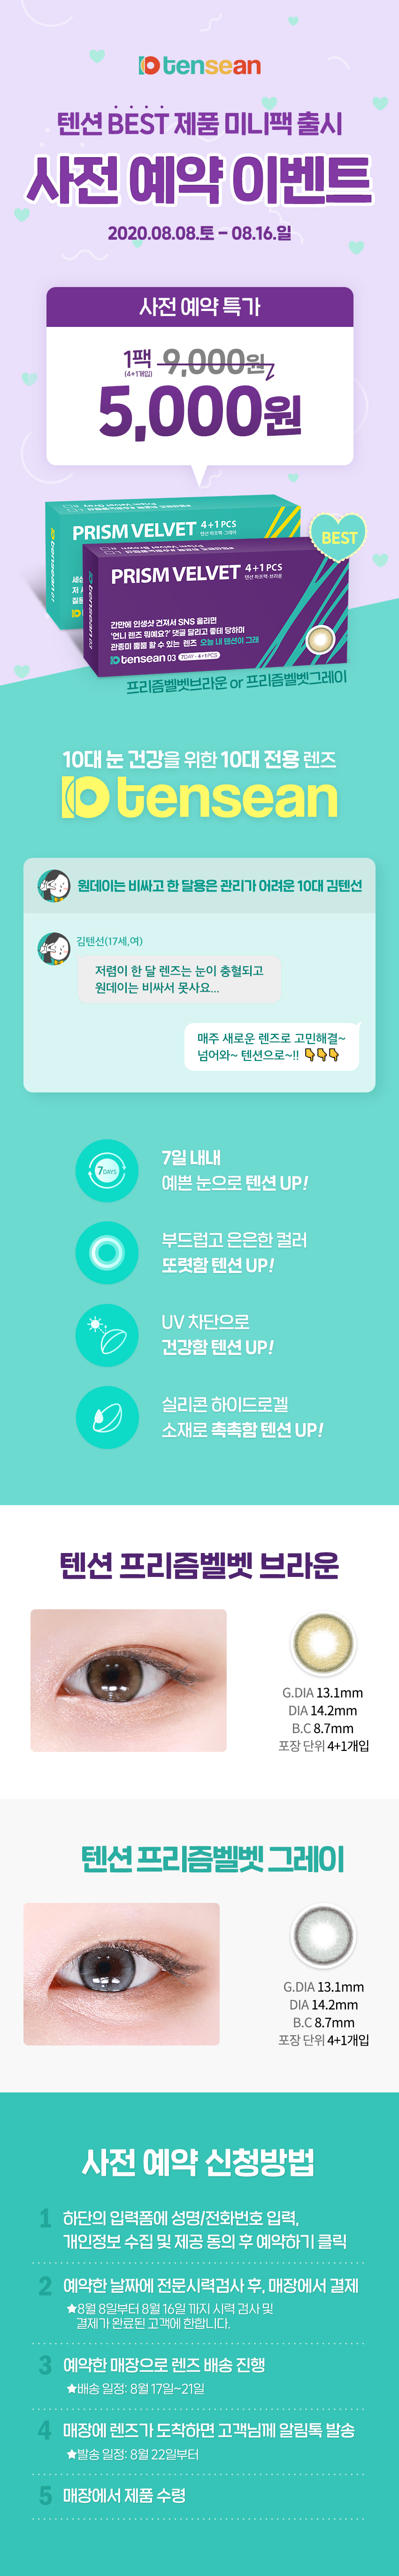 tensean
텐션 BEST 제품 미니팩 출시
사전 예약 이벤트
2020.08.08.토 – 08.16.일
사전 예약 특가
1팩 9,000원
(4+1개입)
5,000원
PRISM VELVET 4+1 PCS
BEST
PRISM VELVET 4+1 PCS
텐션 하프팩-브라운
간만에 인생샷 건져서 SNS 올리면
'언니 렌즈 뭐예요?' 댓글 달리고 좋테 당하며
관종미 뿜뿜 할 수 있는 렌즈 오늘 내 텐션이 그래
tensean 03 7DAY - 4+1PCS
프리즘벨벳브라운 or 프리즘벨벳그레이
10대 눈 건강을 위한 10대 전용 렌즈
tensean
원데이는 비싸고 한 달용은 관리가 어려운 10대 김텐선
김텐선(17세,여)
저렴이 한 달 렌즈는 눈이 충혈되고
원데이는 비싸서 못사요...
매주 새로운 렌즈로 고민해결~
넘어와~ 텐션으로~!! 👇👇👇
7DAYS
7일 내내
예쁜 눈으로 텐션 UP!
부드럽고 은은한 컬러
또렷함 텐션 UP!
UV 차단으로
건강함 텐션 UP!
실리콘 하이드로겔
소재로 촉촉함 텐션 UP!
텐션 프리즘벨벳 브라운
G.DIA 13.1mm
DIA 14.2mm
B.C 8.7mm
포장 단위 4+1개입
텐션 프리즘벨벳 그레이
G.DIA 13.1mm
DIA 14.2mm
B.C 8.7mm
포장 단위 4+1개입
사전 예약 신청방법
1 하단의 입력폼에 성명/전화번호 입력,
개인정보 수집 및 제공 동의 후 예약하기 클릭
2 예약한 날짜에 전문시력검사 후, 매장에서 결제
★8월 8일부터 8월 16일 까지 시력 검사 및
결제가 완료된 고객에 한합니다.
3 예약한 매장으로 렌즈 배송 진행
★배송 일정: 8월 17일~21일
4 매장에 렌즈가 도착하면 고객님께 알림톡 발송
★발송 일정: 8월 22일부터
5 매장에서 제품 수령